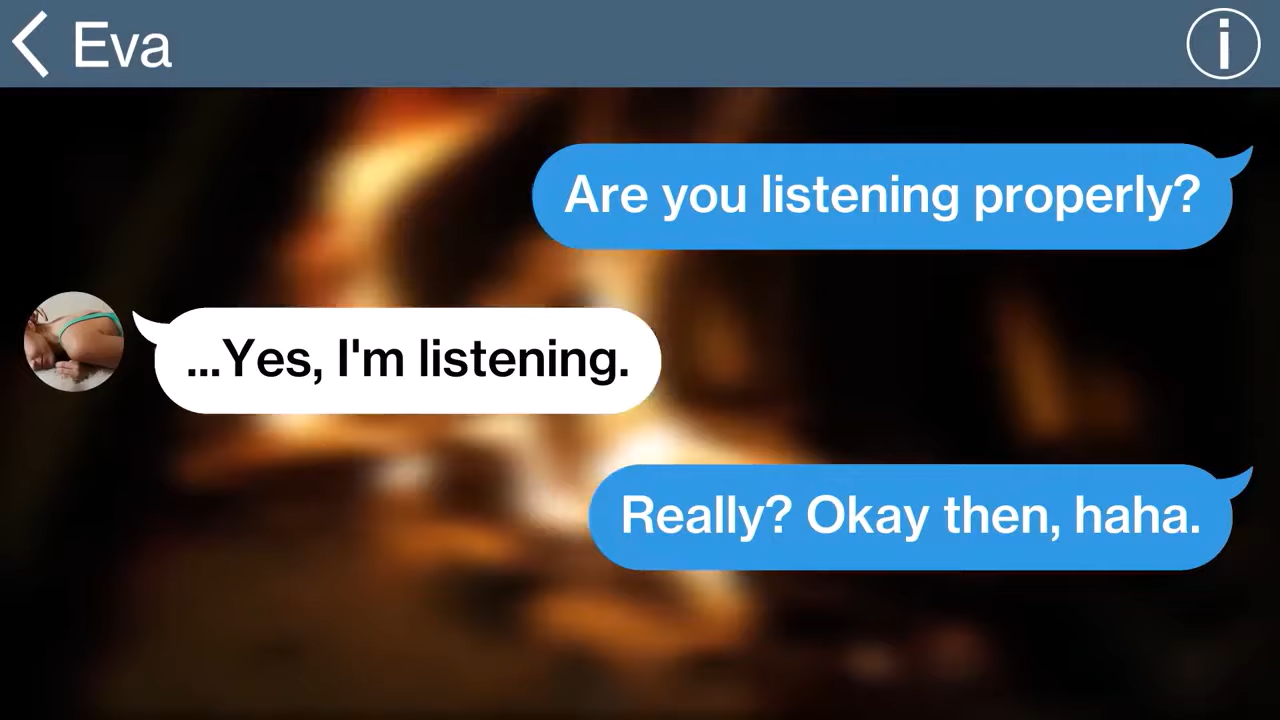 Eva
Are you listening properly?
...Yes, I'm listening.
Really? Okay then, haha.